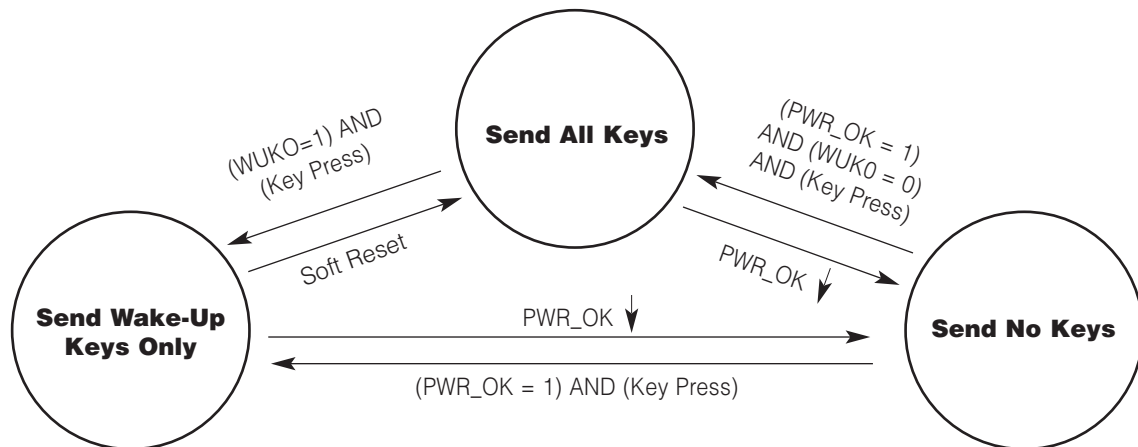 Send All Keys
(WUKO=1) AND
(Key Press)
Soft Reset
(PWR_OK = 1)
AND (WUK0 = 0)
AND (Key Press)
PWR_OK
Send Wake-Up
Keys Only
PWR_OK
(PWR_OK = 1) AND (Key Press)
Send No Keys